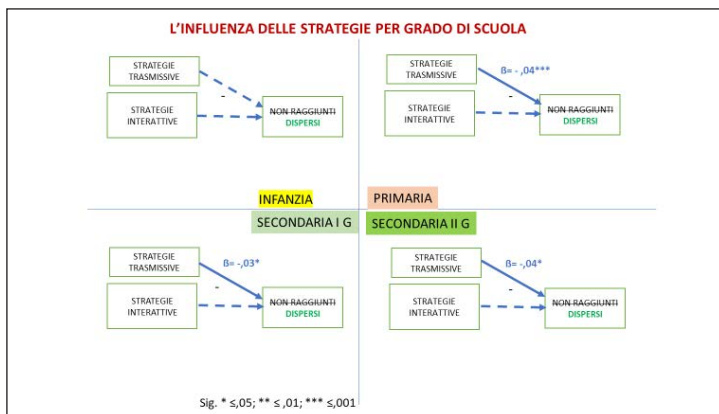 L'INFLUENZA DELLE STRATEGIE PER GRADO DI SCUOLA
STRATEGIE
TRASMISSIVE
-
STRATEGIE
INTERATTIVE
NON RAGGIUNTI
DISPERSI
INFANZIA
STRATEGIE
TRASMISSIVE
ß= - ,04***
-
STRATEGIE
INTERATTIVE
NON RAGGIUNTI
DISPERSI
PRIMARIA
SECONDARIA I G
STRATEGIE
TRASMISSIVE
ß= -,03*
-
STRATEGIE
INTERATTIVE
NON RAGGIUNTI
DISPERSI
SECONDARIA II G
STRATEGIE
TRASMISSIVE
ß= -,04*
-
STRATEGIE
INTERATTIVE
NON RAGGIUNTI
DISPERSI
Sig. * ≤,05; ** ≤ ,01; *** ≤,001